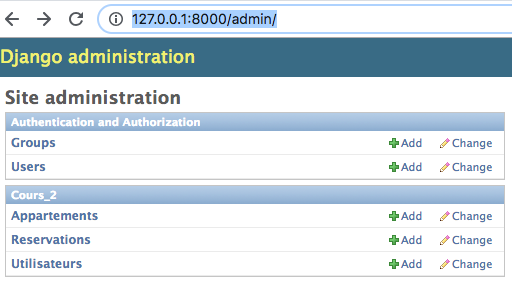 127.0.0.1:8000/admin/
Django administration
Site administration
Authentication and Authorization
Groups Add Change
Users Add Change
Cours_2
Appartements Add Change
Reservations Add Change
Utilisateurs Add Change